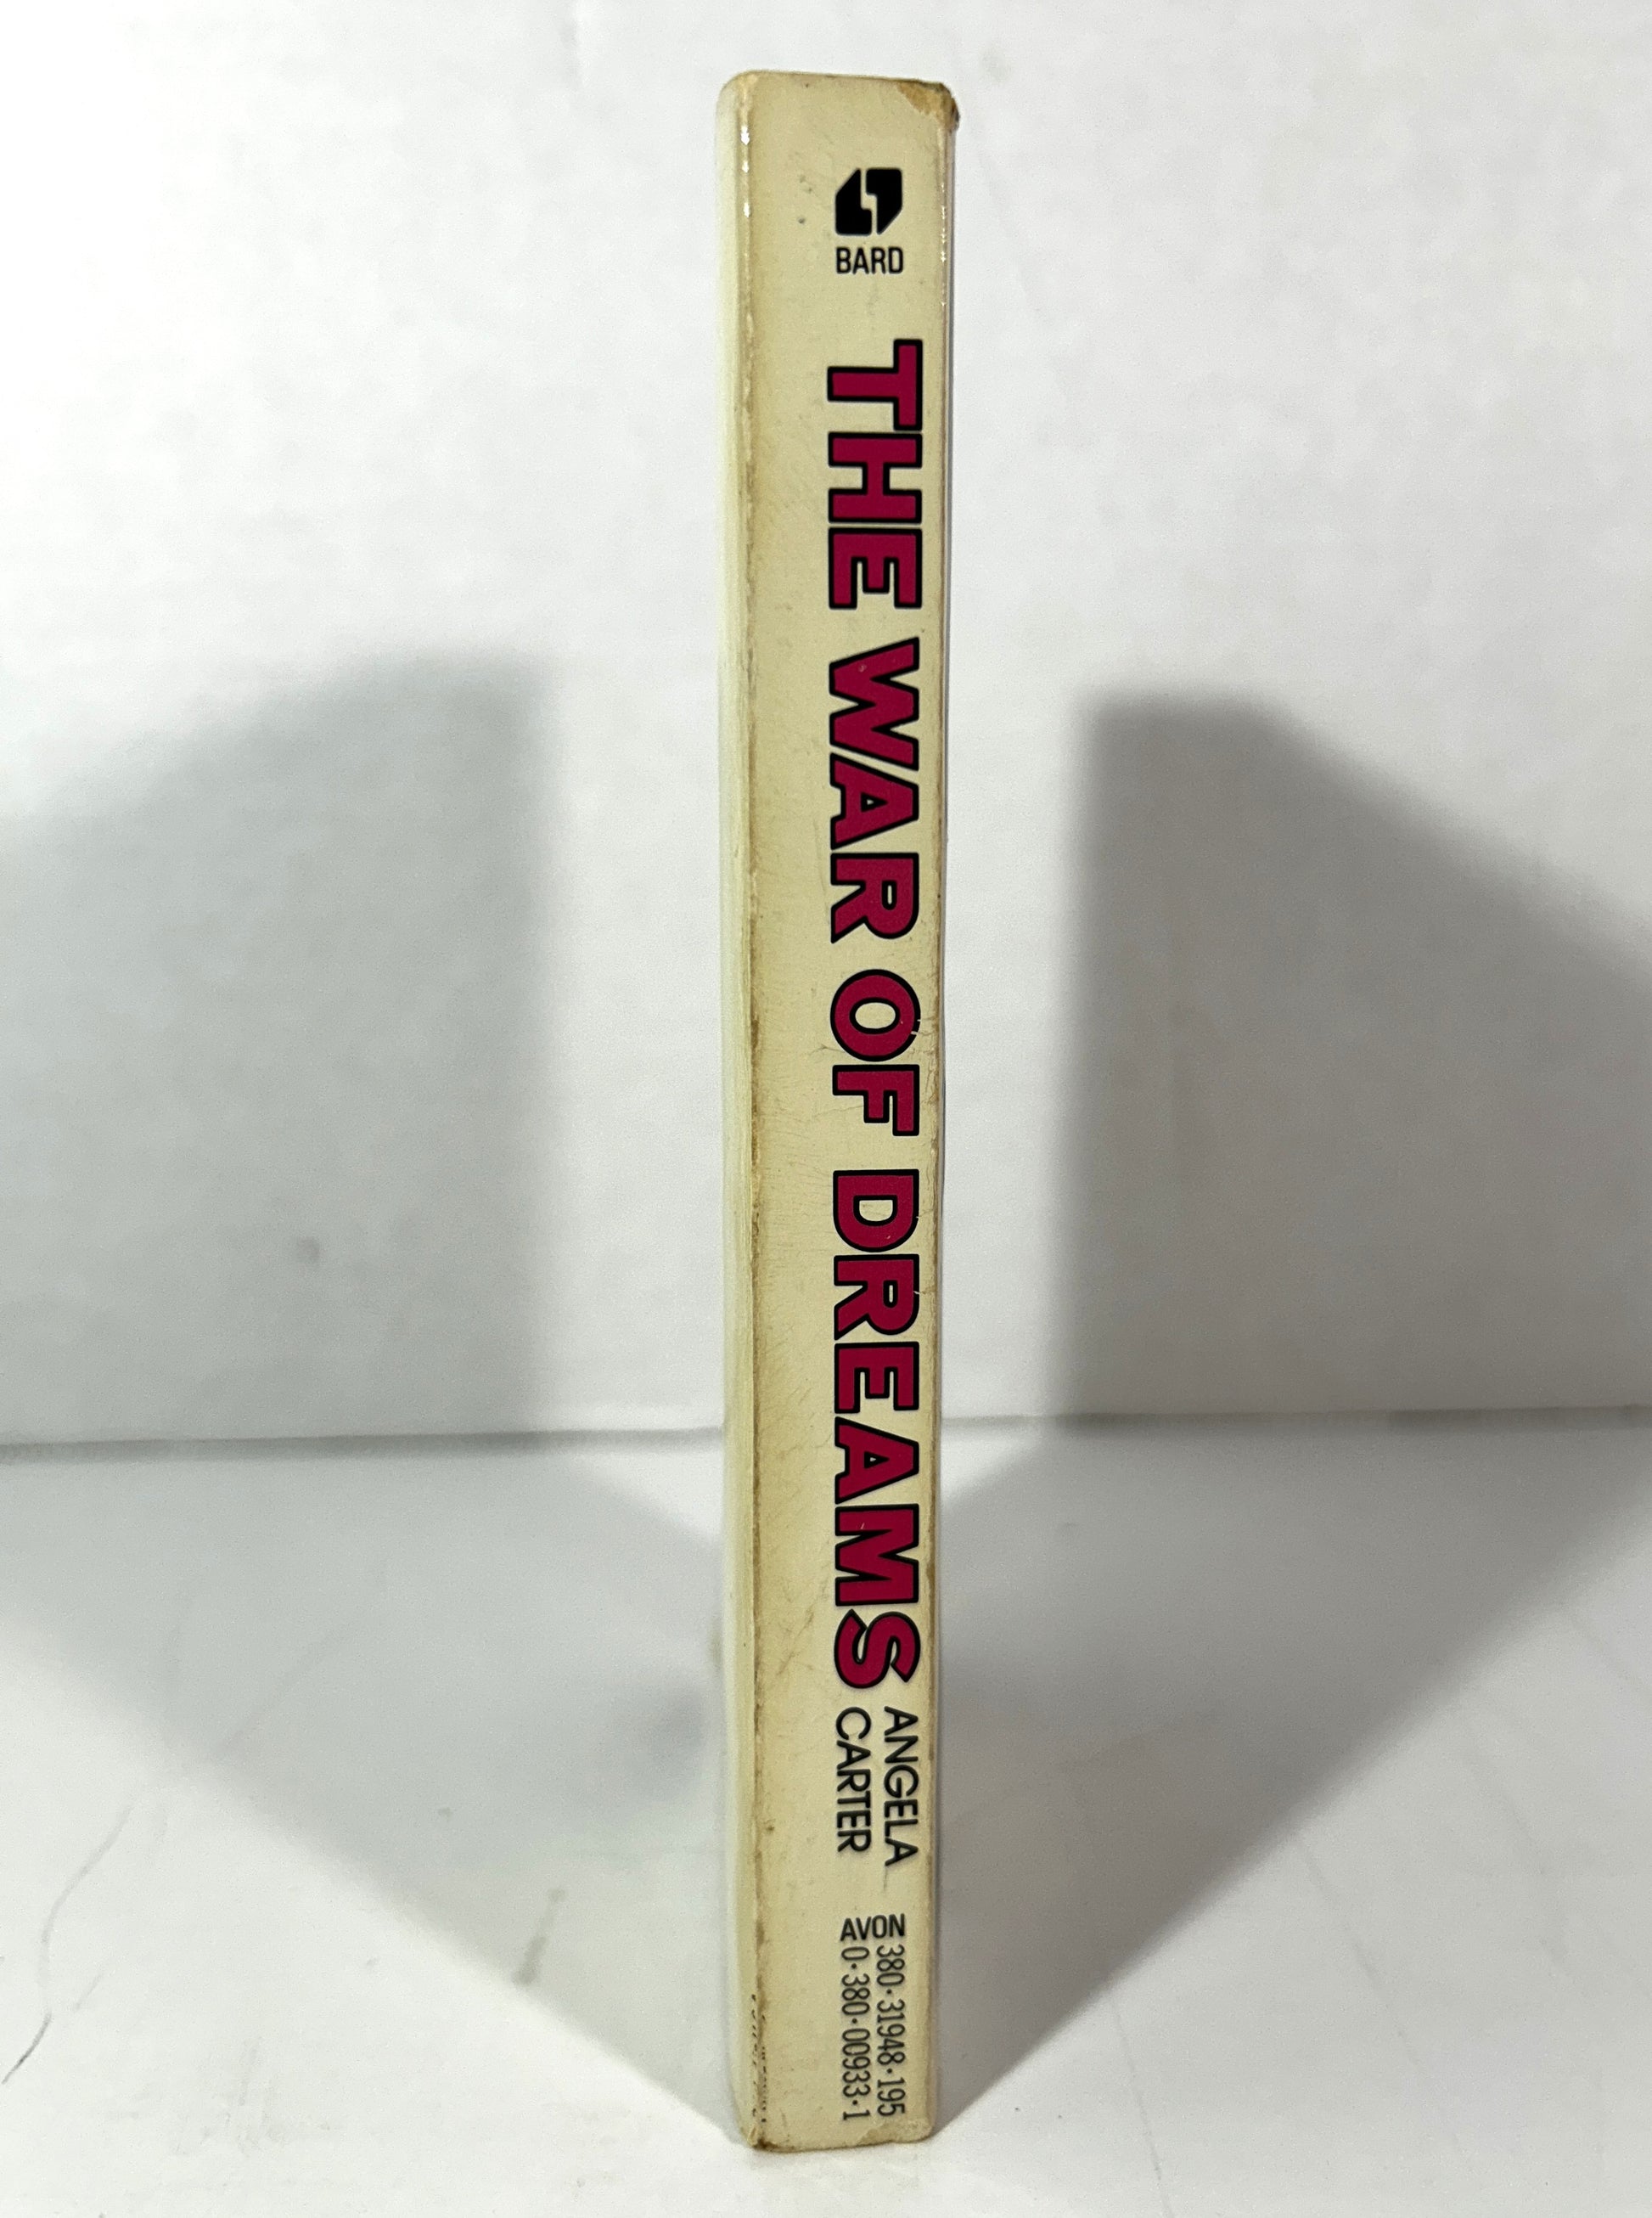 BARD
THE WAR OF DREAMS
ANGELA
CARTER
AVON
380·31948·195
0·380·00933·1